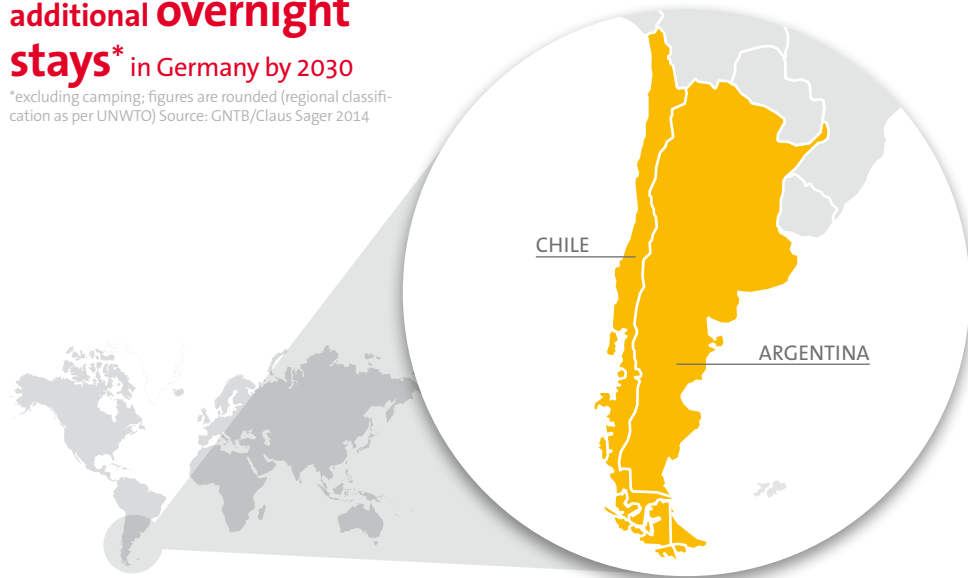 additional overnight
stays* in Germany by 2030
*excluding camping; figures are rounded (regional classifi-
cation as per UNWTO) Source: GNTB/Claus Sager 2014
CHILE
ARGENTINA